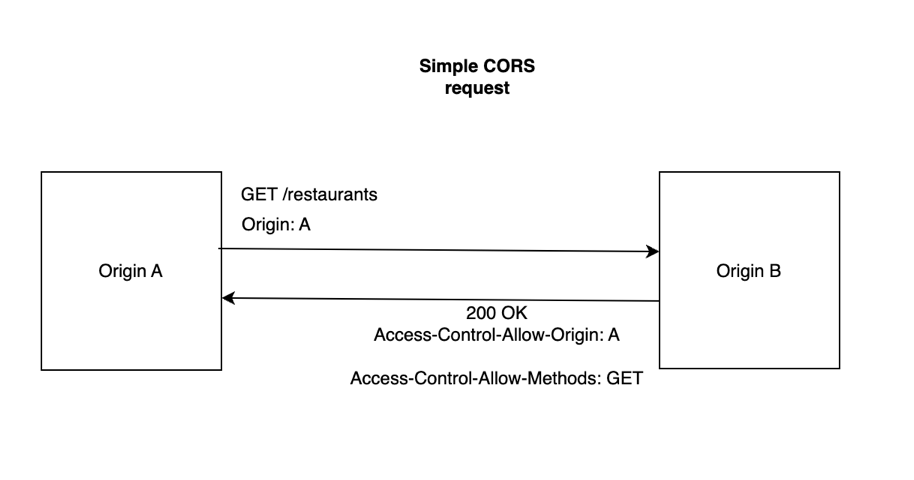 Simple CORS
request
GET /restaurants
Origin: A
Origin A
Origin B
200 OK
Access-Control-Allow-Origin: A
Access-Control-Allow-Methods: GET